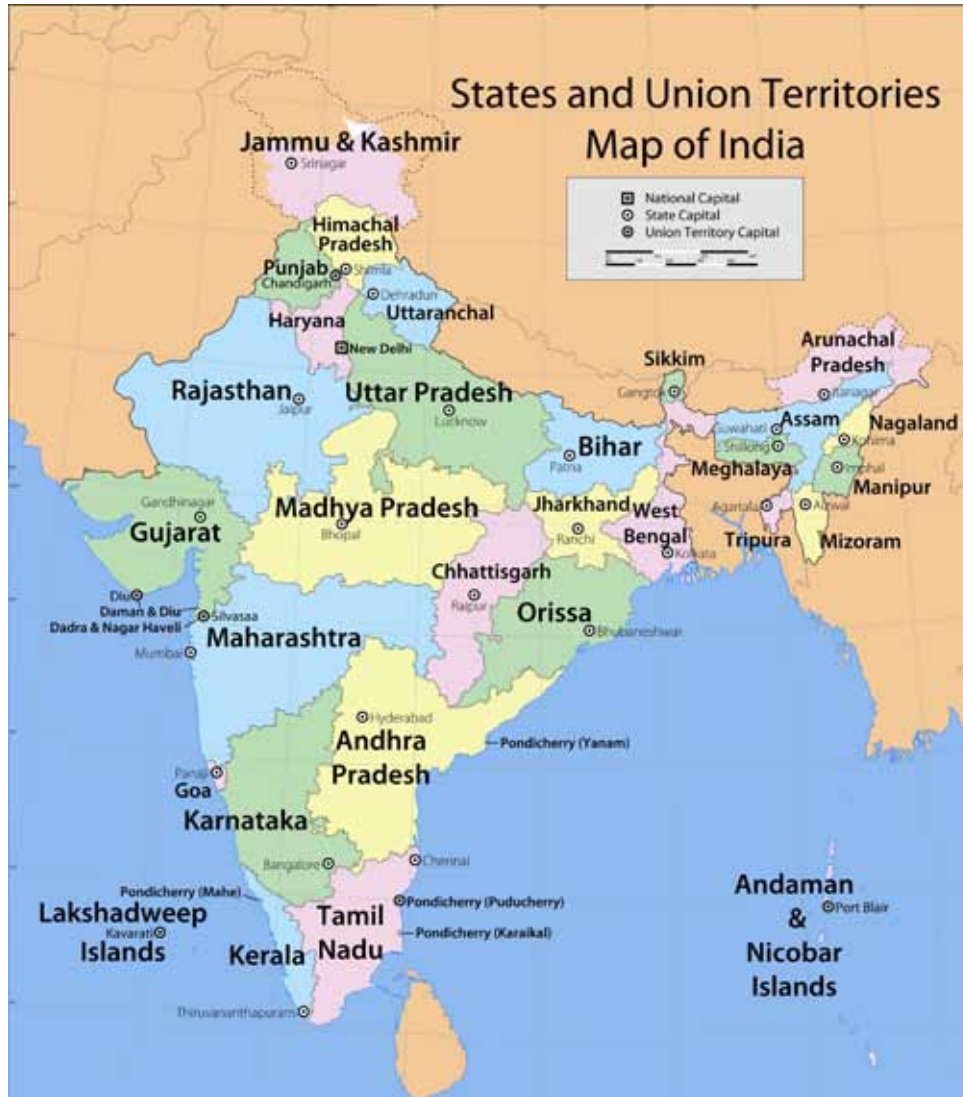 States and Union Territories
Map of India
National Capital
State Capital
Union Territory Capital
Jammu & Kashmir
Srinagar
Himachal
Pradesh
Shimla
Punjab
Chandigarh
Dehradun
Uttaranchal
Haryana
New Delhi
Rajasthan
Jaipur
Uttar Pradesh
Lucknow
Sikkim
Gangtok
Arunachal
Pradesh
Itanagar
Assam
Guwahati
Nagaland
Kohima
Shillong
Meghalaya
Imphal
Manipur
Bihar
Patna
Gandhinagar
Gujarat
Madhya Pradesh
Bhopal
Jharkhand
Ranchi
West
Bengal
Kolkata
Agartala
Tripura
Aizwal
Mizoram
Chhattisgarh
Raipur
Orissa
Bhubaneshwar
Diu
Daman & Diu
Dadra & Nagar Haveli
Silvasaa
Maharashtra
Mumbai
Hyderabad
Andhra
Pradesh
Pondicherry (Yanam)
Panaji
Goa
Karnataka
Bangalore
Chennai
Pondicherry (Mahe)
Pondicherry (Puducherry)
Lakshadweep
Kavarati
Islands
Kerala
Tamil
Nadu
Pondicherry (Karaikal)
Thiruvananthapuram
Andaman
&
Port Blair
Nicobar
Islands